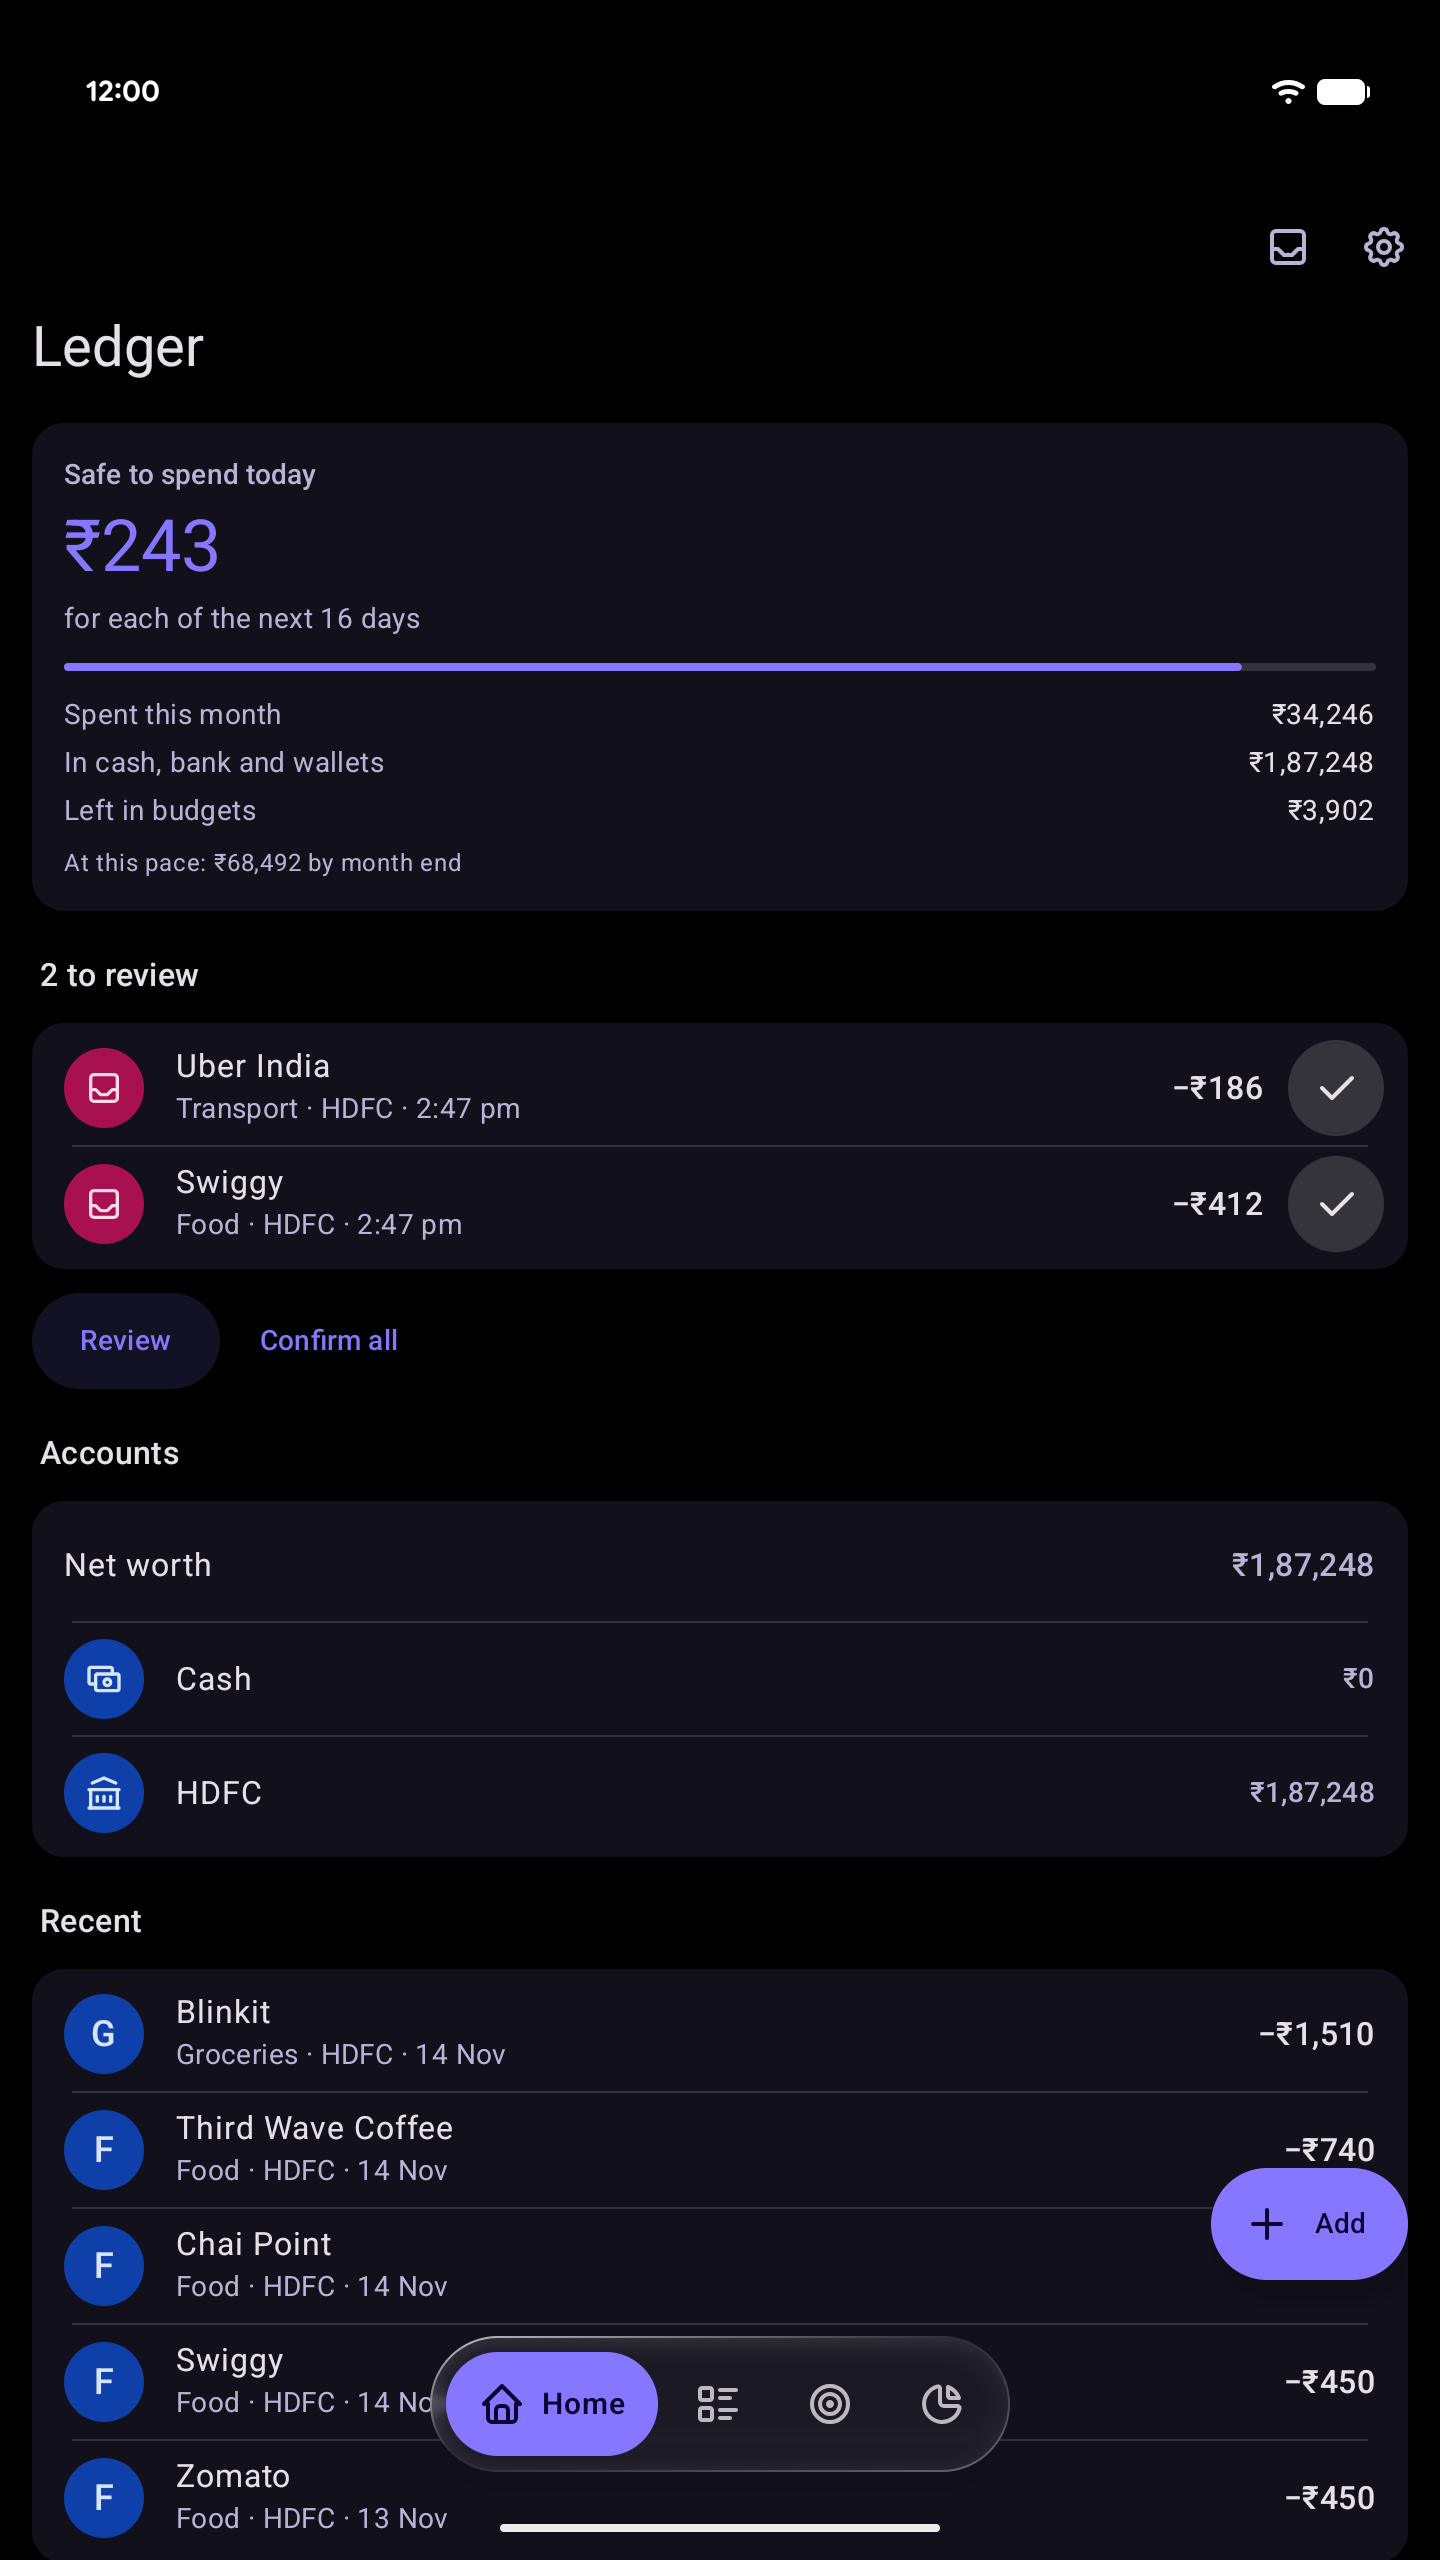 12:00
Ledger
Safe to spend today
₹243
for each of the next 16 days
Spent this month ₹34,246
In cash, bank and wallets ₹1,87,248
Left in budgets ₹3,902
At this pace: ₹68,492 by month end
2 to review
Uber India
Transport · HDFC · 2:47 pm
−₹186
Swiggy
Food · HDFC · 2:47 pm
−₹412
Review Confirm all
Accounts
Net worth ₹1,87,248
Cash ₹0
HDFC ₹1,87,248
Recent
G
Blinkit
Groceries · HDFC · 14 Nov
−₹1,510
F
Third Wave Coffee
Food · HDFC · 14 Nov
−₹740
Add
F
Chai Point
Food · HDFC · 14 Nov
F
Swiggy
Food · HDFC · 14 No
−₹450
Home
F
Zomato
Food · HDFC · 13 Nov
−₹450